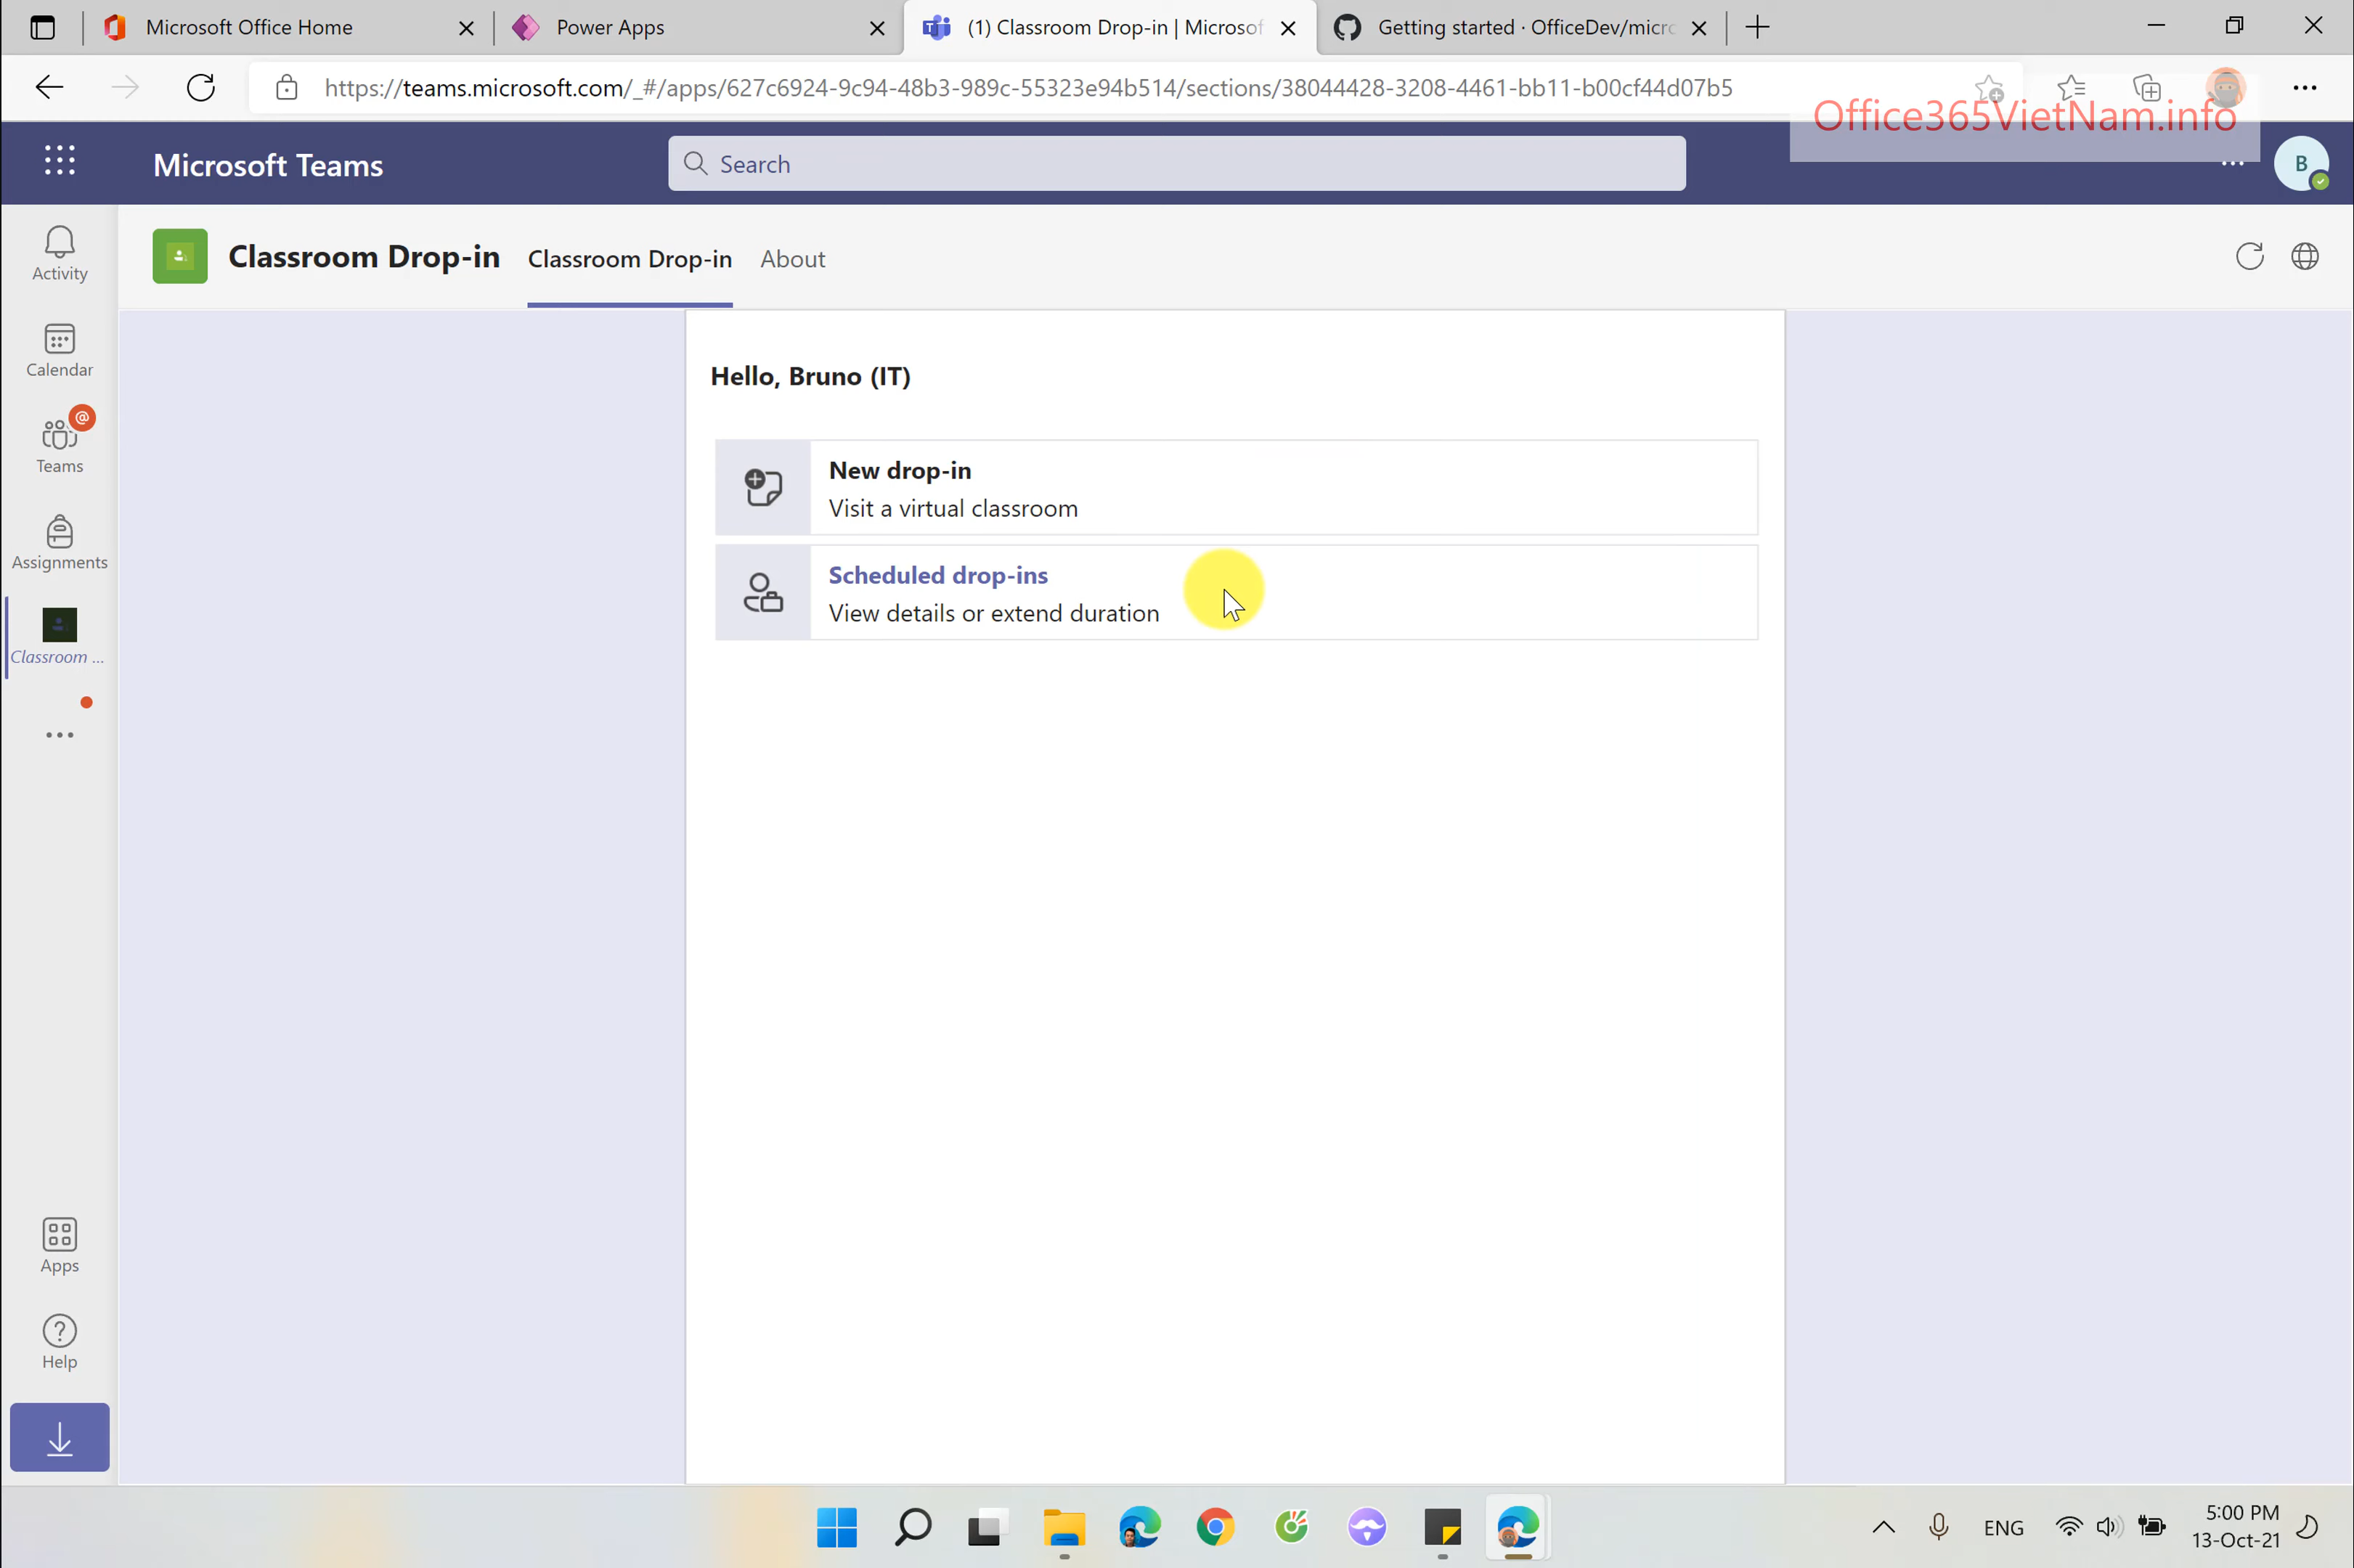 Microsoft Office Home
Power Apps
(1) Classroom Drop-in | Microsof
Getting started · OfficeDev/micro
https://teams.microsoft.com/_#/apps/627c6924-9c94-48b3-989c-55323e94b514/sections/38044428-3208-4461-bb11-b00cf44d07b5
Office365VietNam.info
Microsoft Teams
Search
B
Activity
Calendar
@
Teams
Assignments
Classroom ...
Apps
Help
Classroom Drop-in
Classroom Drop-in
About
Hello, Bruno (IT)
New drop-in
Visit a virtual classroom
Scheduled drop-ins
View details or extend duration
ENG
5:00 PM
13-Oct-21